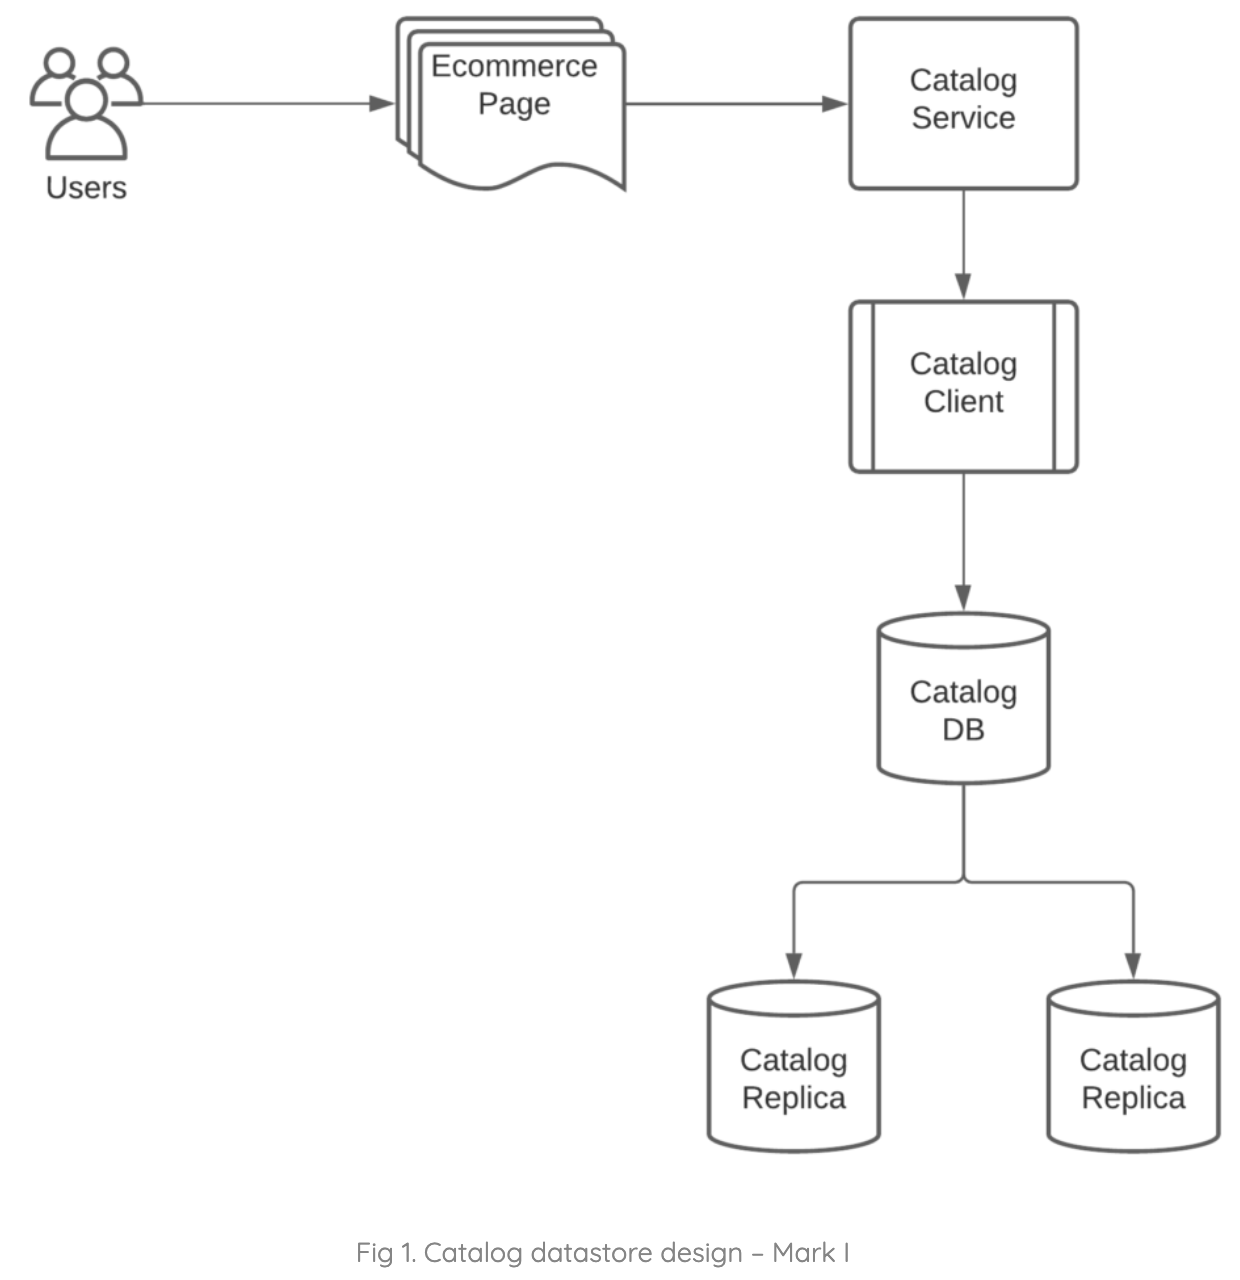 Users
Ecommerce
Page
Catalog
Service
Catalog
Client
Catalog
DB
Catalog
Replica
Catalog
Replica
Fig 1. Catalog datastore design – Mark I